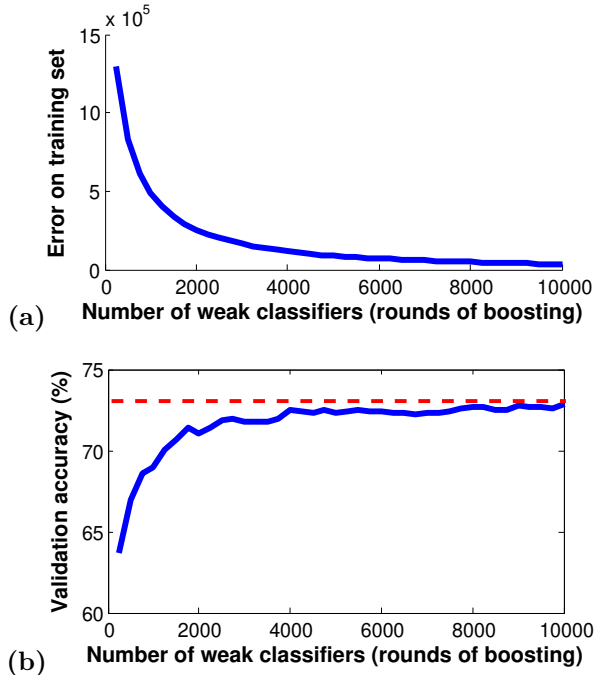 x 10^5
Error on training set
15
10
5
0
0 2000 4000 6000 8000 10000
(a) Number of weak classifiers (rounds of boosting)
Validation accuracy (%)
75
70
65
60
0 2000 4000 6000 8000 10000
(b) Number of weak classifiers (rounds of boosting)